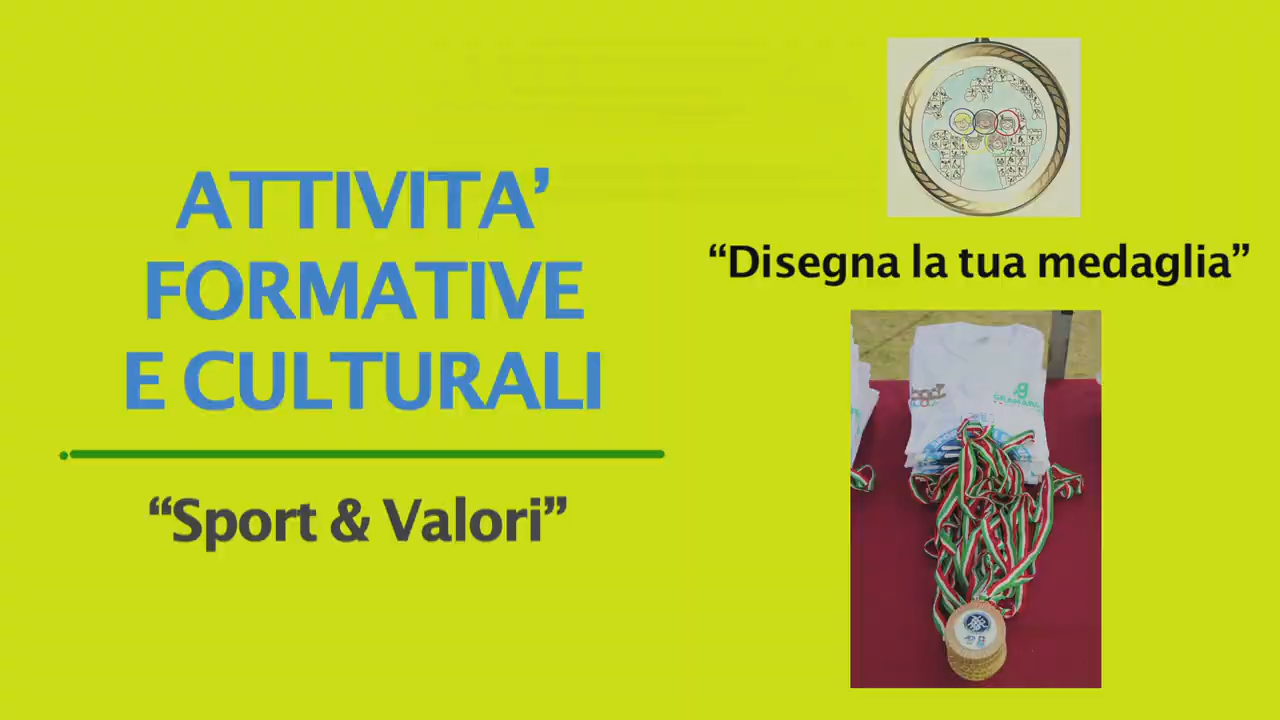 ATTIVITA’
FORMATIVE
E CULTURALI
“Sport & Valori”
“Disegna la tua medaglia”